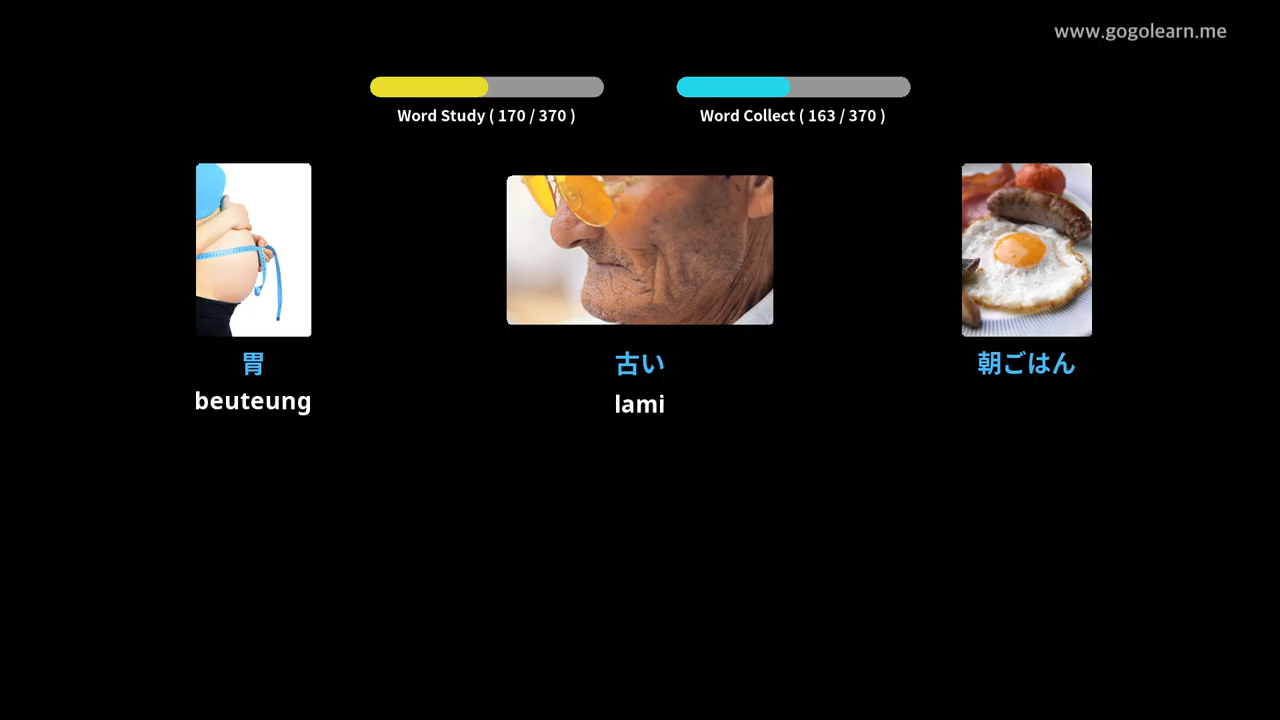 www.gogolearn.me
Word Study ( 170 / 370 )
Word Collect ( 163 / 370 )
胃
beuteung
古い
lami
朝ごはん